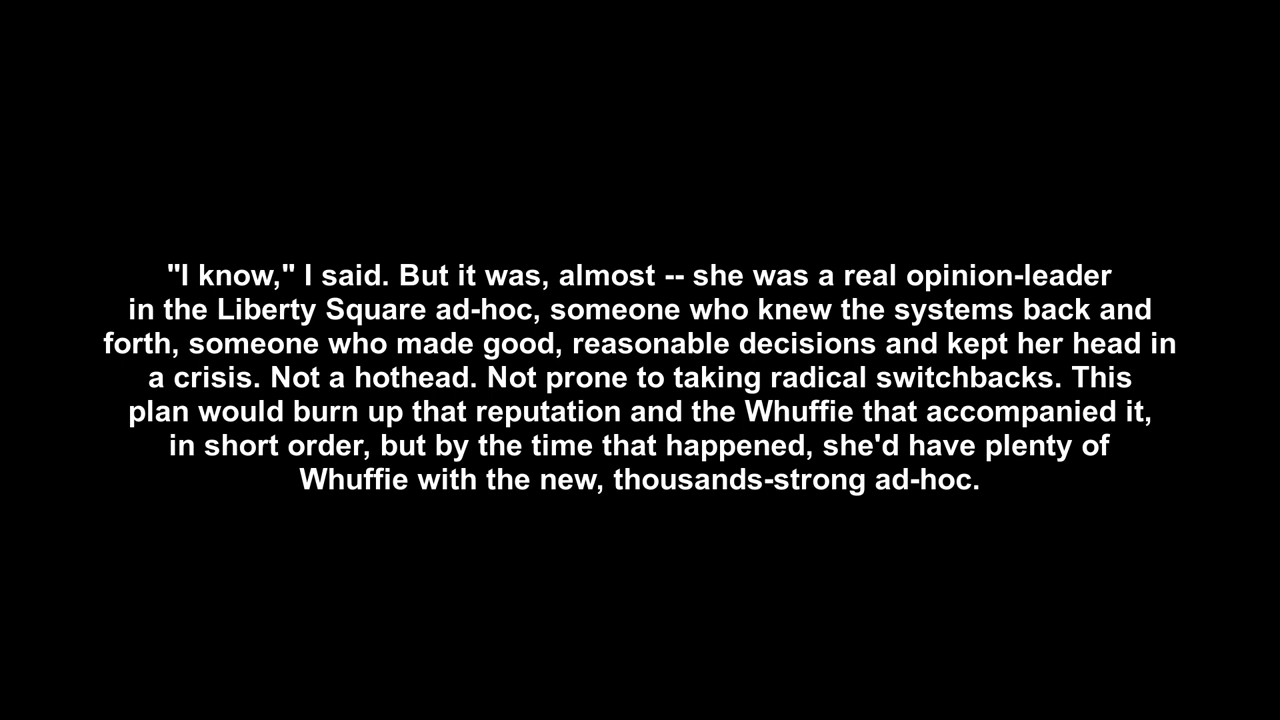 "I know," I said. But it was, almost -- she was a real opinion-leader
in the Liberty Square ad-hoc, someone who knew the systems back and
forth, someone who made good, reasonable decisions and kept her head in
a crisis. Not a hothead. Not prone to taking radical switchbacks. This
plan would burn up that reputation and the Whuffie that accompanied it,
in short order, but by the time that happened, she'd have plenty of
Whuffie with the new, thousands-strong ad-hoc.